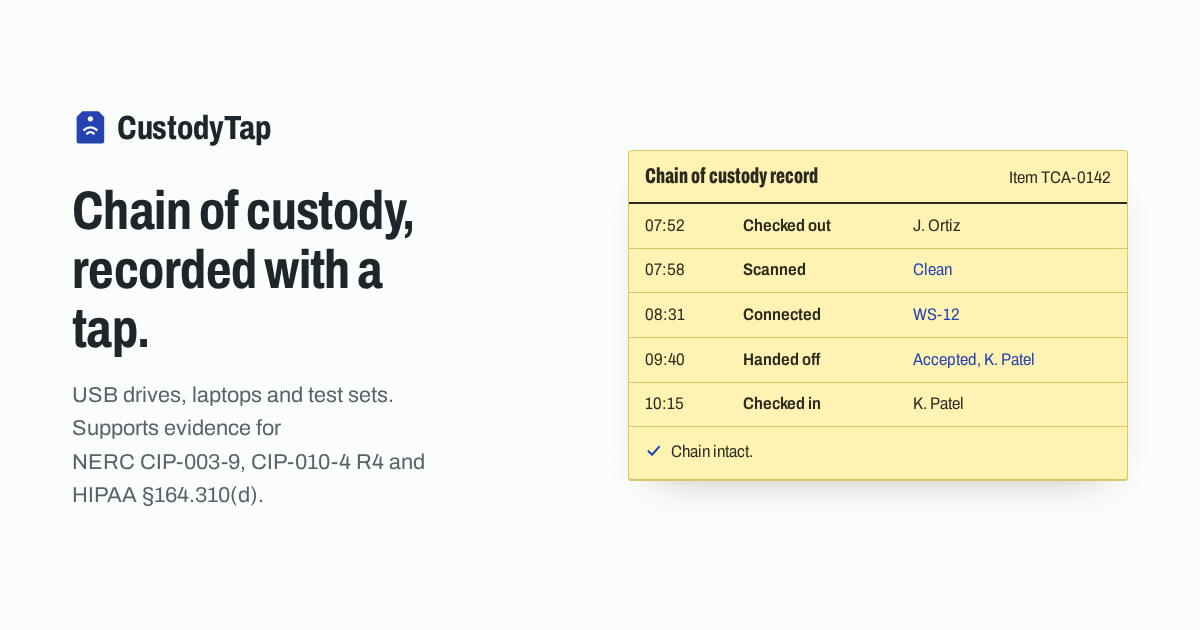 CustodyTap
Chain of custody,
recorded with a
tap.
USB drives, laptops and test sets.
Supports evidence for
NERC CIP-003-9, CIP-010-4 R4 and
HIPAA §164.310(d).
Chain of custody record Item TCA-0142
07:52 Checked out J. Ortiz
07:58 Scanned Clean
08:31 Connected WS-12
09:40 Handed off Accepted, K. Patel
10:15 Checked in K. Patel
Chain intact.